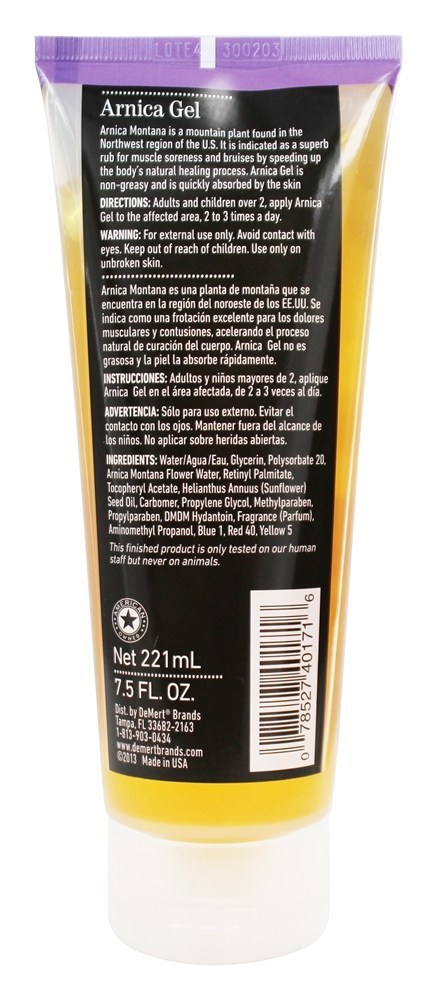 LOTE4 300203
Arnica Gel
Arnica Montana is a mountain plant found in the
Northwest region of the U.S. It is indicated as a superb
rub for muscle soreness and bruises by speeding up
the body's natural healing process. Arnica Gel is
non-greasy and is quickly absorbed by the skin
DIRECTIONS: Adults and children over 2, apply Arnica
Gel to the affected area, 2 to 3 times a day.
WARNING: For external use only. Avoid contact with
eyes. Keep out of reach of children. Use only on
unbroken skin.
Arnica Montana es una planta de montaña que se
encuentra en la región del noroeste de los EE.UU. Se
indica como una frotación excelente para los dolores
musculares y contusiones, acelerando el proceso
natural de curación del cuerpo. Arnica Gel no es
grasosa y la piel la absorbe rápidamente.
INSTRUCCIONES: Adultos y niños mayores de 2, aplique
Arnica Gel en el área afectada, de 2 a 3 veces al día.
ADVERTENCIA: Sólo para uso externo. Evitar el
contacto con los ojos. Mantener fuera del alcance de
los niños. No aplicar sobre heridas abiertas.
INGREDIENTS: Water/Agua/Eau, Glycerin, Polysorbate 20,
Arnica Montana Flower Water, Retinyl Palmitate,
Tocopheryl Acetate, Helianthus Annuus (Sunflower)
Seed Oil, Carbomer, Propylene Glycol, Methylparaben,
Propylparaben, DMDM Hydantoin, Fragrance (Parfum),
Aminomethyl Propanol, Blue 1, Red 40, Yellow 5
This finished product is only tested on our human
staff but never on animals.
AMERICAN
OWNED
Net 221mL
7.5 FL. OZ.
Dist. by DeMert® Brands
Tampa, FL 33682-2163
1-813-903-0434
www.demertbrands.com
©2013 Made in USA
0 78527 40171 6